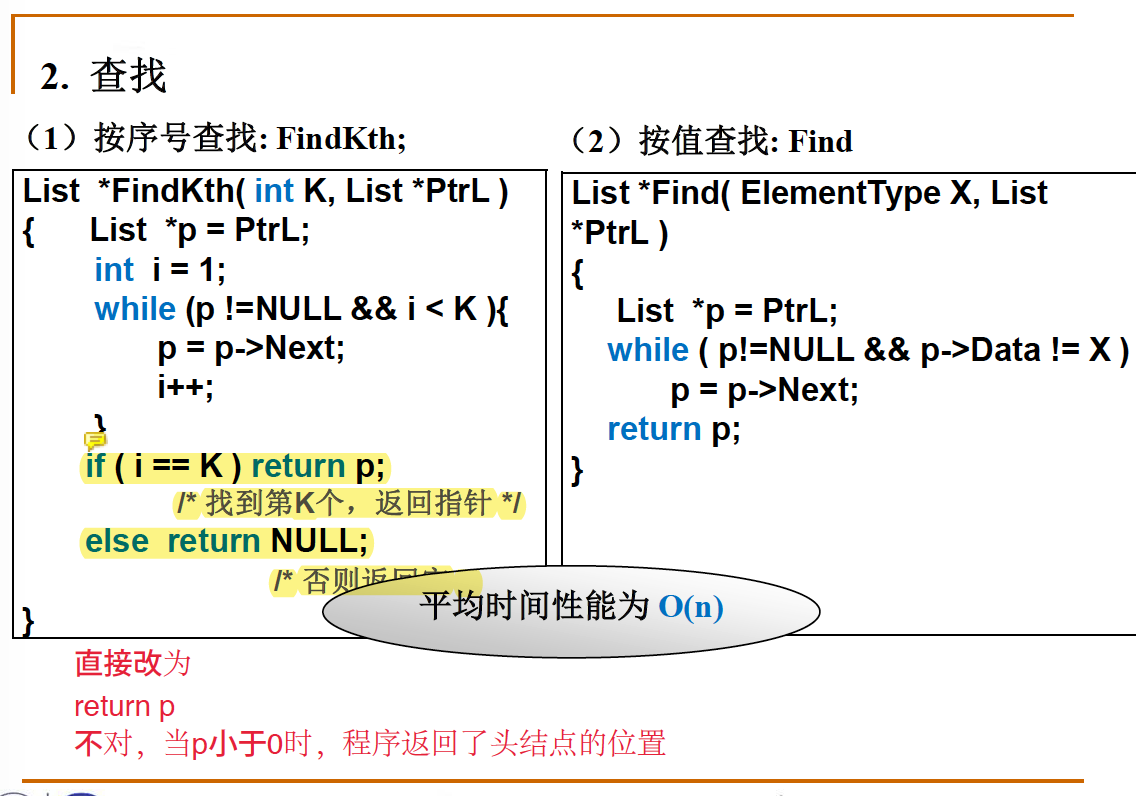 2. 查找
（1）按序号查找: FindKth;
List *FindKth( int K, List *PtrL )
{ List *p = PtrL;
int i = 1;
while (p !=NULL && i < K ){
p = p->Next;
i++;
}
if ( i == K ) return p;
/* 找到第K个，返回指针 */
else return NULL;
/* 否则返回
}
（2）按值查找: Find
List *Find( ElementType X, List
*PtrL )
{
List *p = PtrL;
while ( p!=NULL && p->Data != X )
p = p->Next;
return p;
}
平均时间性能为 O(n)
直接改为
return p
不对，当p小于0时，程序返回了头结点的位置